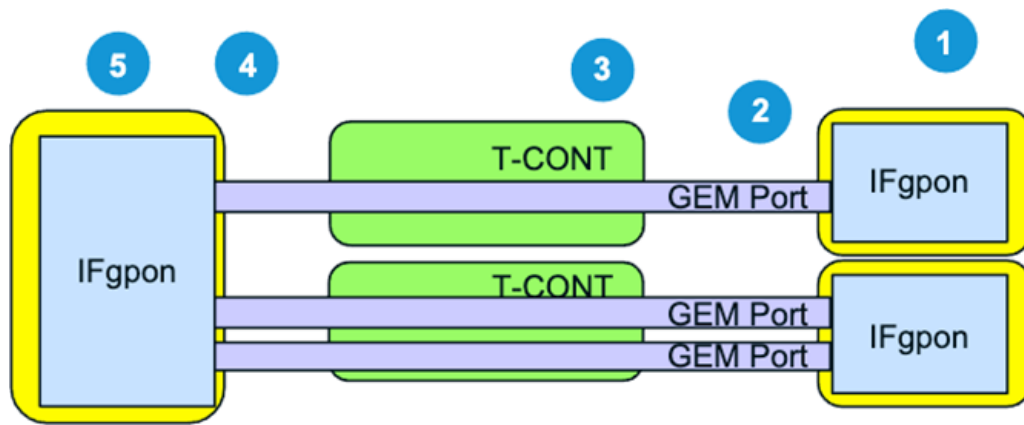 5
4
3
2
1
T-CONT
GEM Port
IFgpon
IFgpon
T-CONT
GEM Port
GEM Port
IFgpon